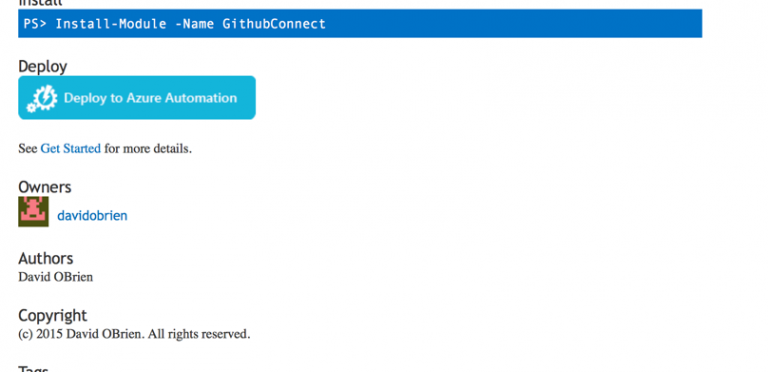 Install
PS> Install-Module -Name GithubConnect
Deploy
Deploy to Azure Automation
See Get Started for more details.
Owners
davidobrien
Authors
David OBrien
Copyright
(c) 2015 David OBrien. All rights reserved.
Tags